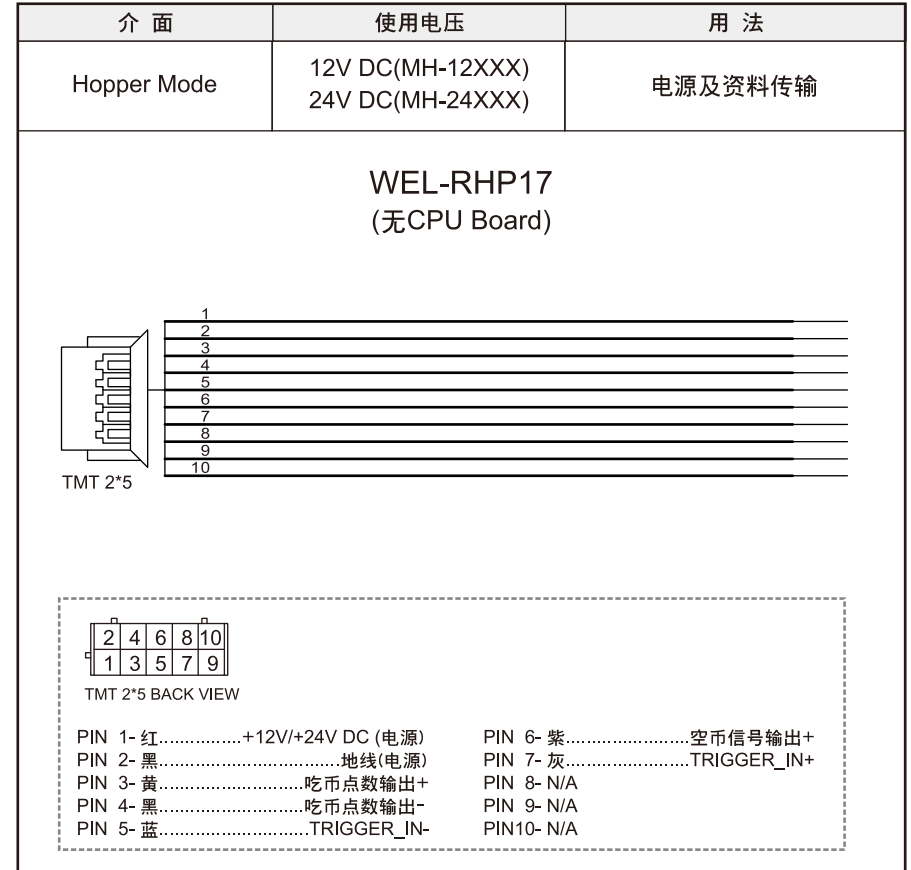 介 面 使用电压 用 法
Hopper Mode 12V DC(MH-12XXX) 电源及资料传输
24V DC(MH-24XXX)
WEL-RHP17
(无CPU Board)
1
2
3
4
5
6
7
8
9
10
TMT 2*5
2 4 6 8 10
1 3 5 7 9
TMT 2*5 BACK VIEW
PIN 1- 红..............+12V/+24V DC (电源) PIN 6- 紫.....................空币信号输出+
PIN 2- 黑...............................地线(电源) PIN 7- 灰.....................TRIGGER_IN+
PIN 3- 黄.........................吃币点数输出+ PIN 8- N/A
PIN 4- 黑.........................吃币点数输出- PIN 9- N/A
PIN 5- 蓝..........................TRIGGER_IN- PIN10- N/A